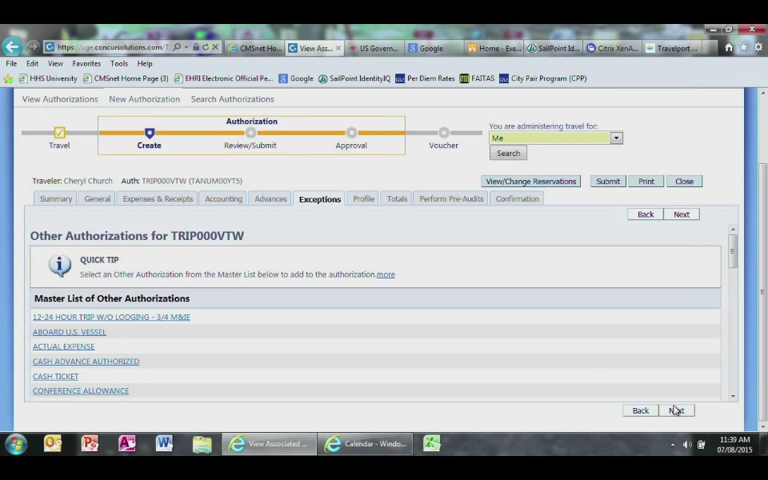 https://cge.concursolutions.com/
CMSnet Ho...
View Ass...
US Govern...
Google
Home - Exe...
SailPoint Id...
Citrix XenA...
Travelport ...
File Edit View Favorites Tools Help
HHS University
CMSnet Home Page (3)
EHRI Electronic Official Pe...
Google
SailPoint IdentityIQ
Per Diem Rates
FAITAS
City Pair Program (CPP)
View Authorizations New Authorization Search Authorizations
Authorization
Travel Create Review/Submit Approval Voucher
You are administering travel for:
Me
Search
Traveler: Cheryl Church Auth: TRIP000VTW (TANUM00YT5)
View/Change Reservations Submit Print Close
Summary General Expenses & Receipts Accounting Advances Exceptions Profile Totals Perform Pre-Audits Confirmation
Back Next
Other Authorizations for TRIP000VTW
QUICK TIP
Select an Other Authorization from the Master List below to add to the authorization.more
Master List of Other Authorizations
12-24 HOUR TRIP W/O LODGING - 3/4 M&IE
ABOARD U.S. VESSEL
ACTUAL EXPENSE
CASH ADVANCE AUTHORIZED
CASH TICKET
CONFERENCE ALLOWANCE
Back Next
View Associated ...
Calendar - Windo...
11:39 AM
07/08/2015